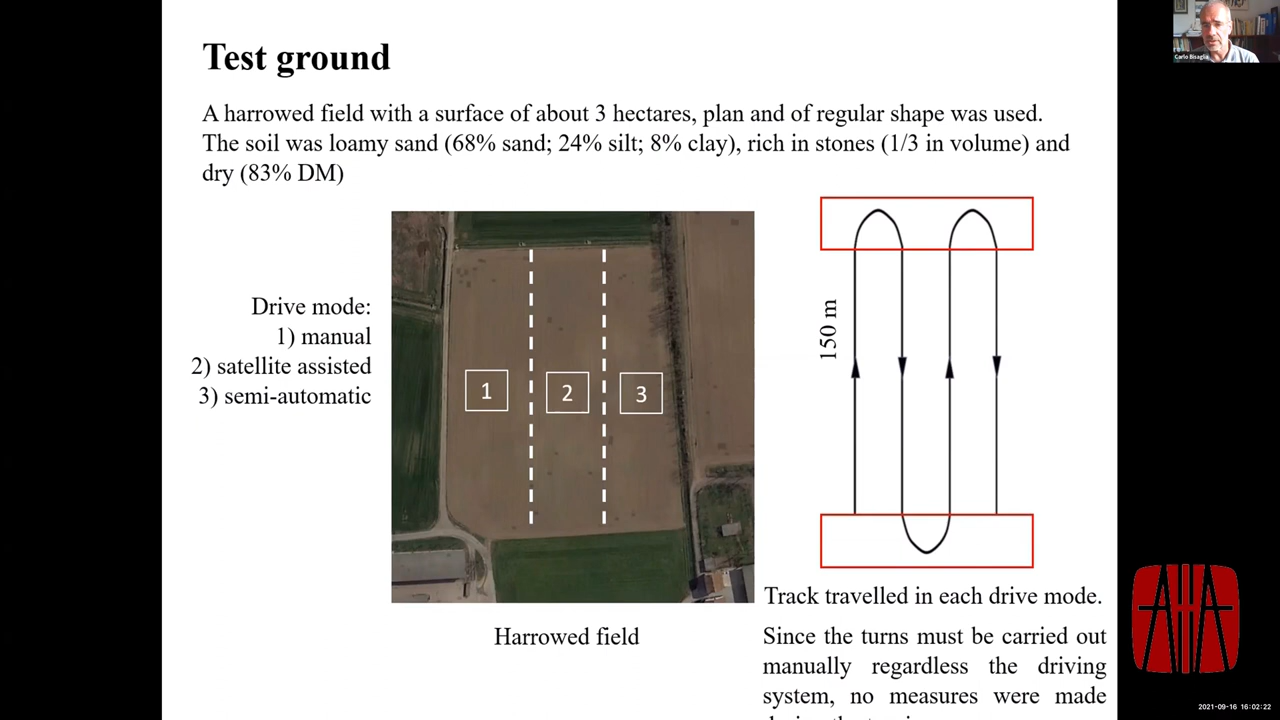 Test ground
A harrowed field with a surface of about 3 hectares, plan and of regular shape was used.
The soil was loamy sand (68% sand; 24% silt; 8% clay), rich in stones (1/3 in volume) and
dry (83% DM)
Drive mode:
1) manual
2) satellite assisted
3) semi-automatic
1
2
3
Harrowed field
150 m
Track travelled in each drive mode.
Since the turns must be carried out
manually regardless the driving
system, no measures were made
Carlo Bisaglia
2021-09-16 16:02:22